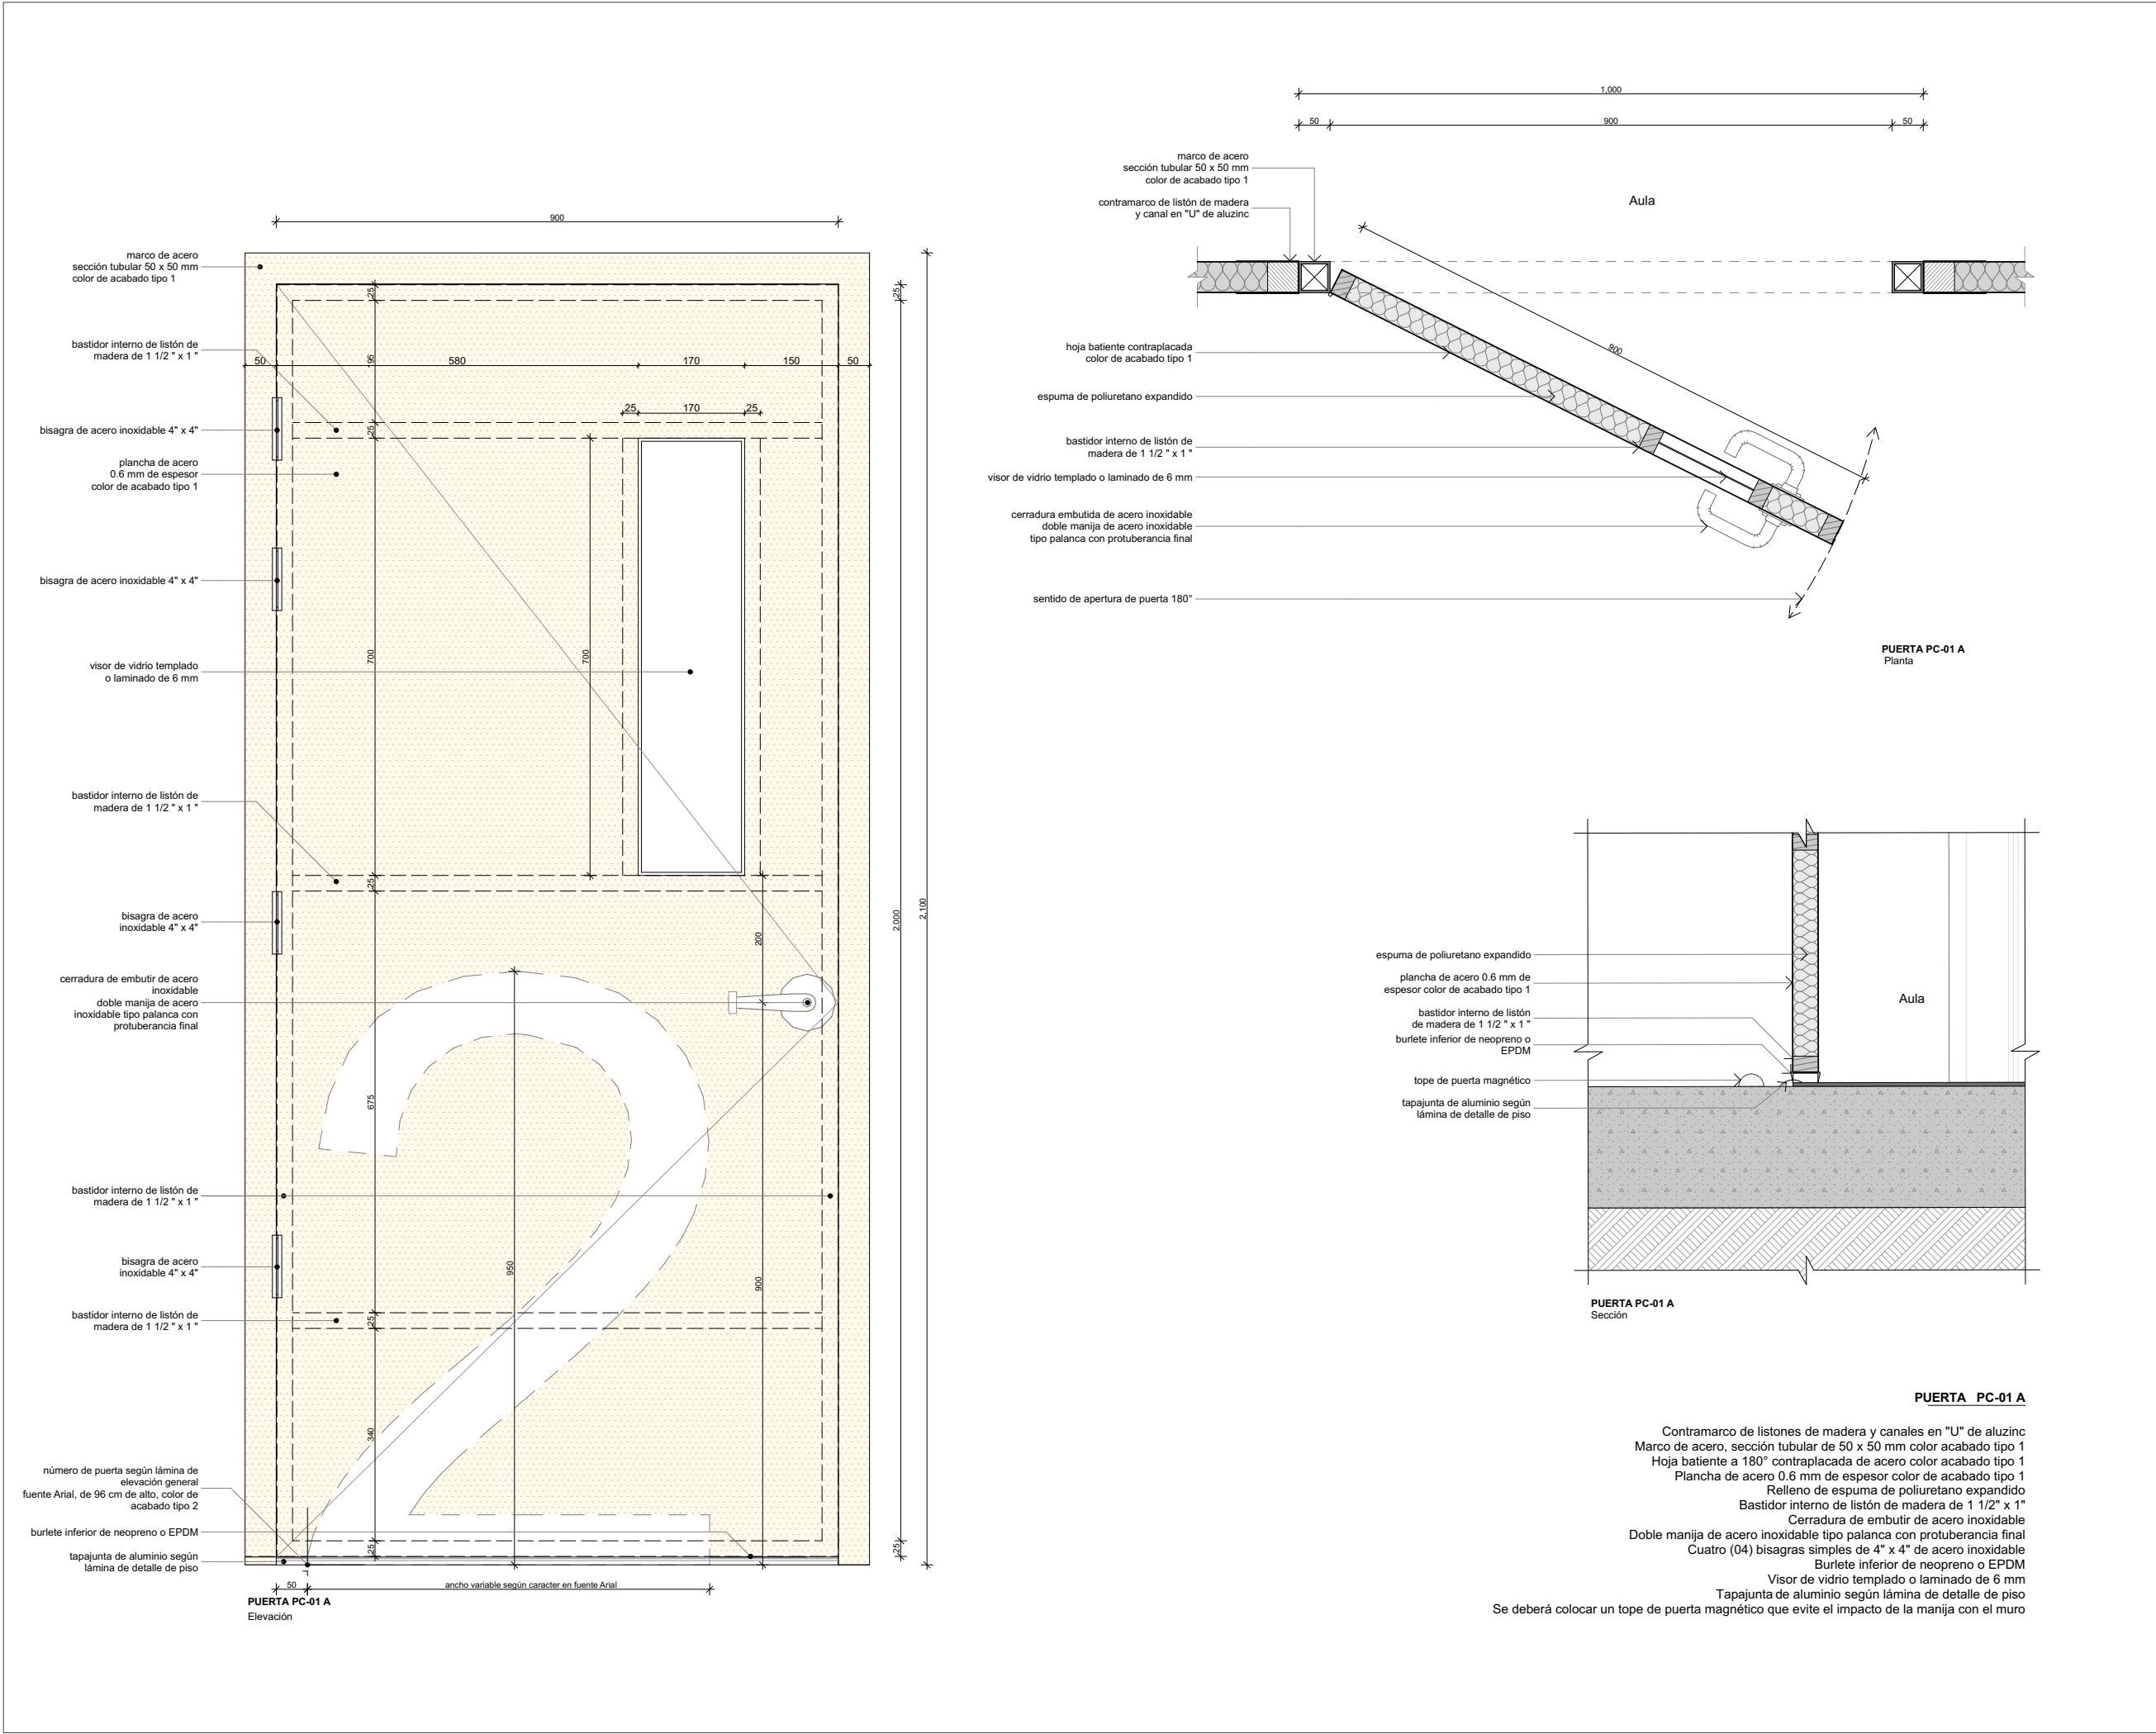 900
marco de acero
sección tubular 50 x 50 mm
color de acabado tipo 1
25
25
bastidor interno de listón de
madera de 1 1/2 " x 1 "
195
50
580
170
150
50
25
170
25
bisagra de acero inoxidable 4" x 4"
25
plancha de acero
0.6 mm de espesor
color de acabado tipo 1
bisagra de acero inoxidable 4" x 4"
visor de vidrio templado
o laminado de 6 mm
700
700
bastidor interno de listón de
madera de 1 1/2 " x 1 "
25
bisagra de acero
inoxidable 4" x 4"
200
2,000
2,100
cerradura de embutir de acero
inoxidable
doble manija de acero
inoxidable tipo palanca con
protuberancia final
2
675
bastidor interno de listón de
madera de 1 1/2 " x 1 "
bisagra de acero
inoxidable 4" x 4"
950
900
bastidor interno de listón de
madera de 1 1/2 " x 1 "
25
340
número de puerta según lámina de
elevación general
fuente Arial, de 96 cm de alto, color de
acabado tipo 2
burlete inferior de neopreno o EPDM
25
25
tapajunta de aluminio según
lámina de detalle de piso
50
ancho variable según caracter en fuente Arial
PUERTA PC-01 A
Elevación
1,000
50
900
50
marco de acero
sección tubular 50 x 50 mm
color de acabado tipo 1
contramarco de listón de madera
y canal en "U" de aluzinc
Aula
hoja batiente contraplacada
color de acabado tipo 1
900
espuma de poliuretano expandido
bastidor interno de listón de
madera de 1 1/2 " x 1 "
visor de vidrio templado o laminado de 6 mm
cerradura embutida de acero inoxidable
doble manija de acero inoxidable
tipo palanca con protuberancia final
sentido de apertura de puerta 180°
PUERTA PC-01 A
Planta
espuma de poliuretano expandido
plancha de acero 0.6 mm de
espesor color de acabado tipo 1
Aula
bastidor interno de listón
de madera de 1 1/2 " x 1 "
burlete inferior de neopreno o
EPDM
tope de puerta magnético
tapajunta de aluminio según
lámina de detalle de piso
PUERTA PC-01 A
Sección
PUERTA PC-01 A
Contramarco de listones de madera y canales en "U" de aluzinc
Marco de acero, sección tubular de 50 x 50 mm color acabado tipo 1
Hoja batiente a 180° contraplacada de acero color acabado tipo 1
Plancha de acero 0.6 mm de espesor color de acabado tipo 1
Relleno de espuma de poliuretano expandido
Bastidor interno de listón de madera de 1 1/2" x 1"
Cerradura de embutir de acero inoxidable
Doble manija de acero inoxidable tipo palanca con protuberancia final
Cuatro (04) bisagras simples de 4" x 4" de acero inoxidable
Burlete inferior de neopreno o EPDM
Visor de vidrio templado o laminado de 6 mm
Tapajunta de aluminio según lámina de detalle de piso
Se deberá colocar un tope de puerta magnético que evite el impacto de la manija con el muro